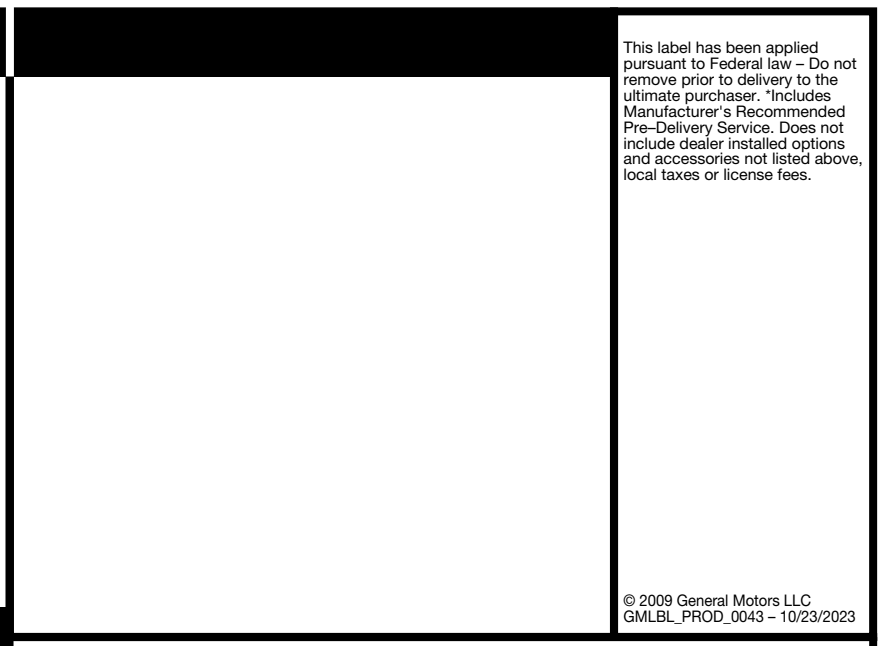 This label has been applied
pursuant to Federal law – Do not
remove prior to delivery to the
ultimate purchaser. *Includes
Manufacturer's Recommended
Pre–Delivery Service. Does not
include dealer installed options
and accessories not listed above,
local taxes or license fees.
© 2009 General Motors LLC
GMLBL_PROD_0043 – 10/23/2023